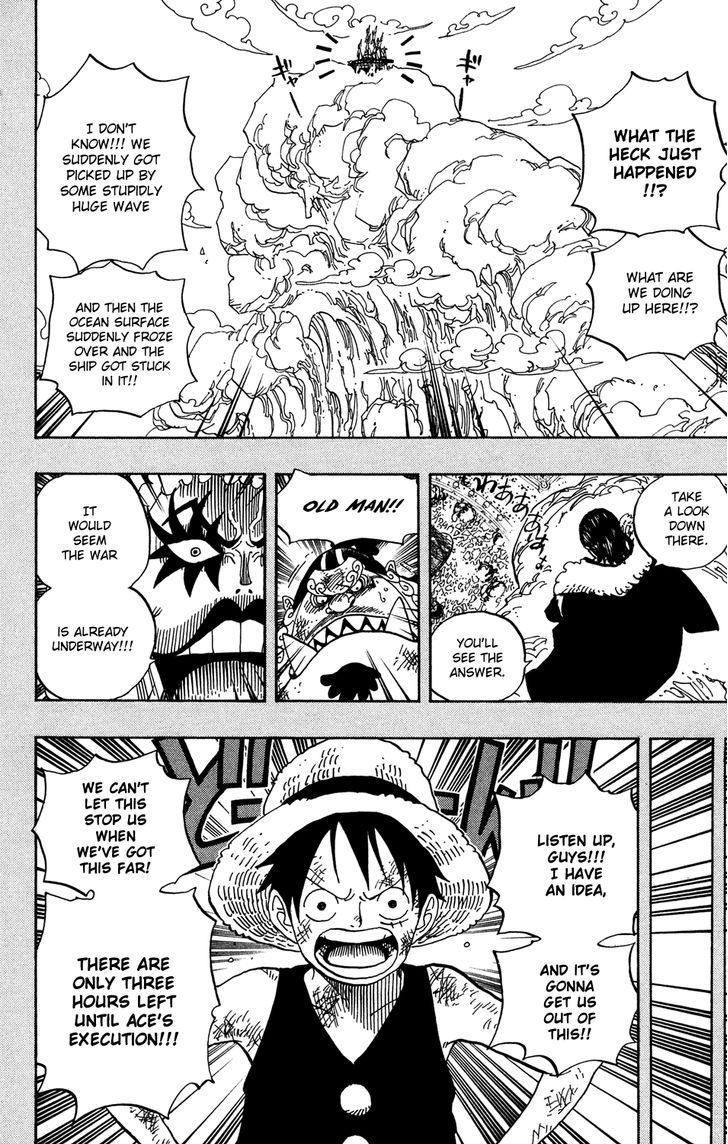 WHAT THE
HECK JUST
HAPPENED
!!?
WHAT ARE
WE DOING
UP HERE!!?
I DON'T
KNOW!!! WE
SUDDENLY GOT
PICKED UP BY
SOME STUPIDLY
HUGE WAVE
AND THEN THE
OCEAN SURFACE
SUDDENLY FROZE
OVER AND THE
SHIP GOT STUCK
IN IT!!
TAKE
A LOOK
DOWN
THERE.
YOU'LL
SEE THE
ANSWER.
OLD MAN!!
IT
WOULD
SEEM
THE WAR
IS ALREADY
UNDERWAY!!!
LISTEN UP,
GUYS!!!
I HAVE
AN IDEA,
AND IT'S
GONNA
GET US
OUT OF
THIS!!
WE CAN'T
LET THIS
STOP US
WHEN
WE'VE GOT
THIS FAR!
THERE ARE
ONLY THREE
HOURS LEFT
UNTIL ACE'S
EXECUTION!!!